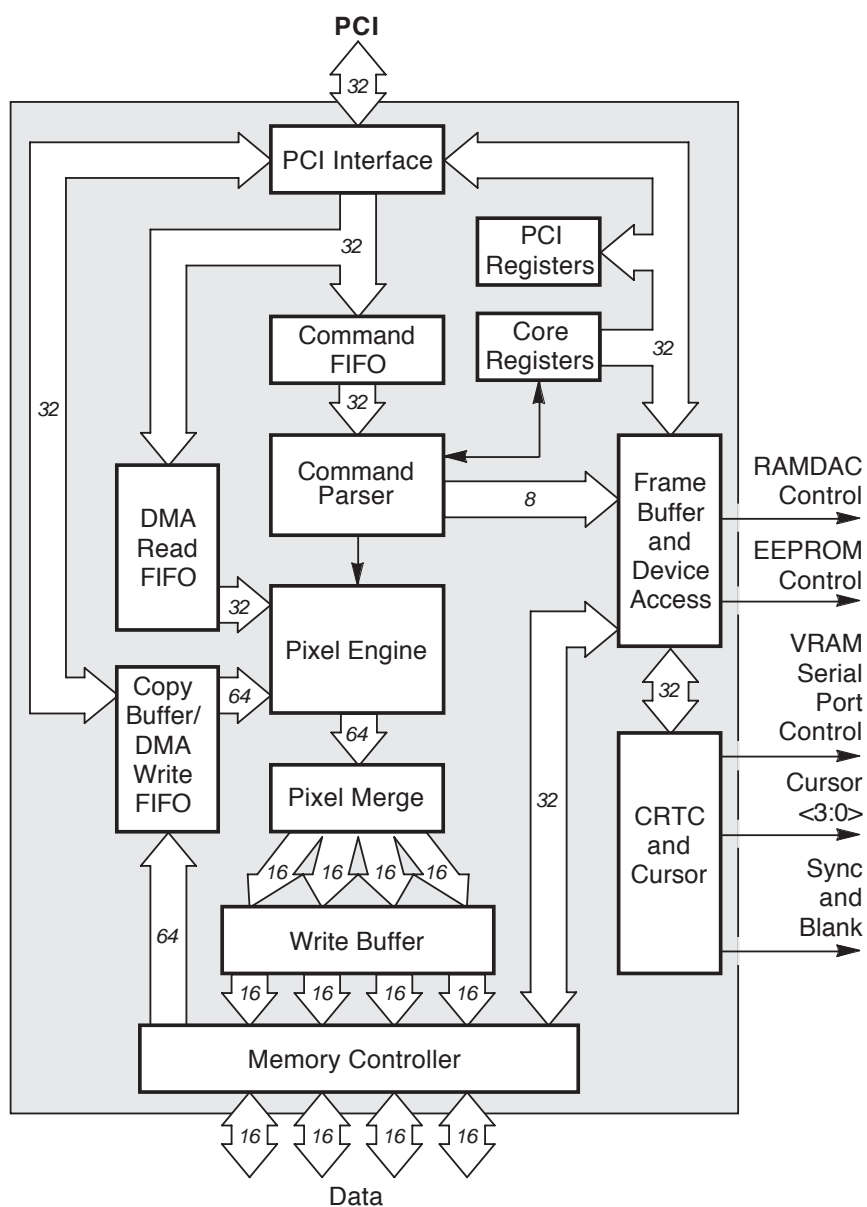 PCI
32
PCI Interface
32
PCI
Registers
Command
FIFO
Core
Registers
32
32
32
Command
Parser
8
Frame
Buffer
and
Device
Access
RAMDAC
Control
EEPROM
Control
DMA
Read
FIFO
32
Pixel Engine
VRAM
Serial
Port
Control
Copy
Buffer/
DMA
Write
FIFO
64
32
64
Pixel Merge
32
CRTC
and
Cursor
Cursor
<3:0>
16 16 16 16
Sync
and
Blank
64
Write Buffer
16 16 16 16
Memory Controller
16 16 16 16
Data